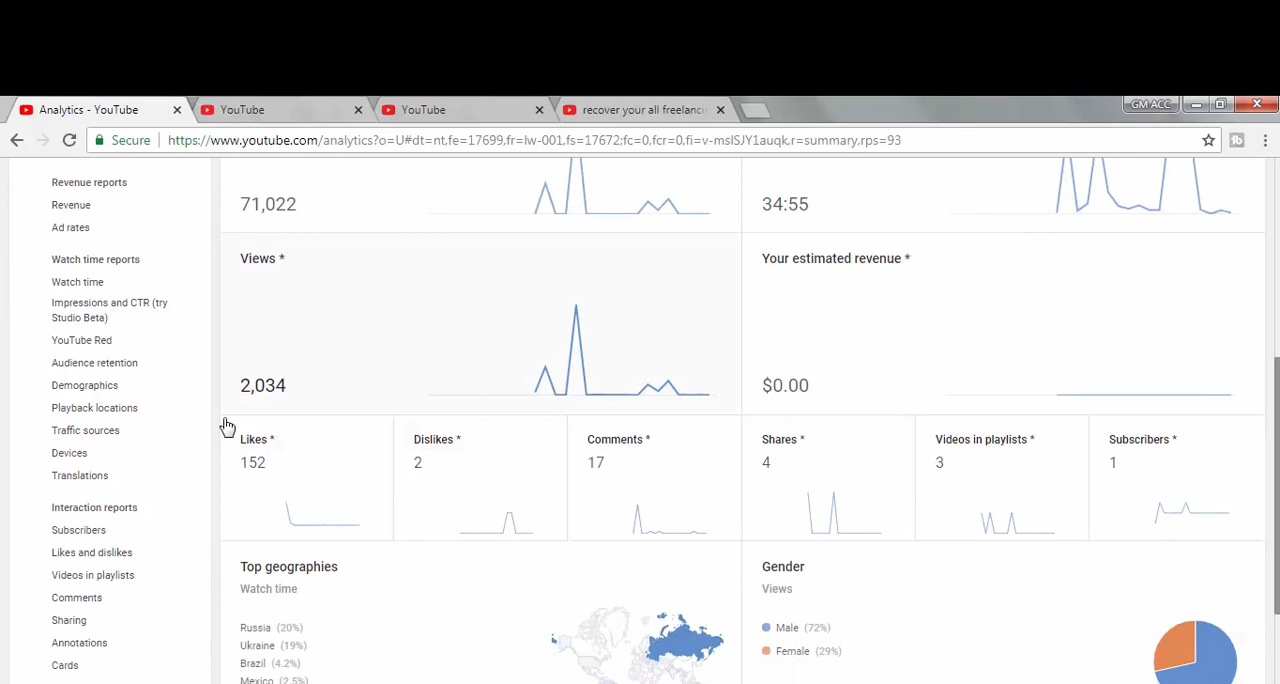 Analytics - YouTube
YouTube
YouTube
recover your all freelancin
GM ACC
Secure
https://www.youtube.com/analytics?o=U#dt=nt,fe=17699,fr=lw-001,fs=17672;fc=0,fcr=0,fi=v-mslSJY1auqk,r=summary,rps=93
Revenue reports
Revenue
Ad rates
Watch time reports
Watch time
Impressions and CTR (try
Studio Beta)
YouTube Red
Audience retention
Demographics
Playback locations
Traffic sources
Devices
Translations
Interaction reports
Subscribers
Likes and dislikes
Videos in playlists
Comments
Sharing
Annotations
Cards
71,022
34:55
Views *
2,034
Your estimated revenue *
$0.00
Likes *
152
Dislikes *
2
Comments *
17
Shares *
4
Videos in playlists *
3
Subscribers *
1
Top geographies
Watch time
Russia (20%)
Ukraine (19%)
Brazil (4.2%)
Mexico (2.5%)
Gender
Views
Male (72%)
Female (29%)